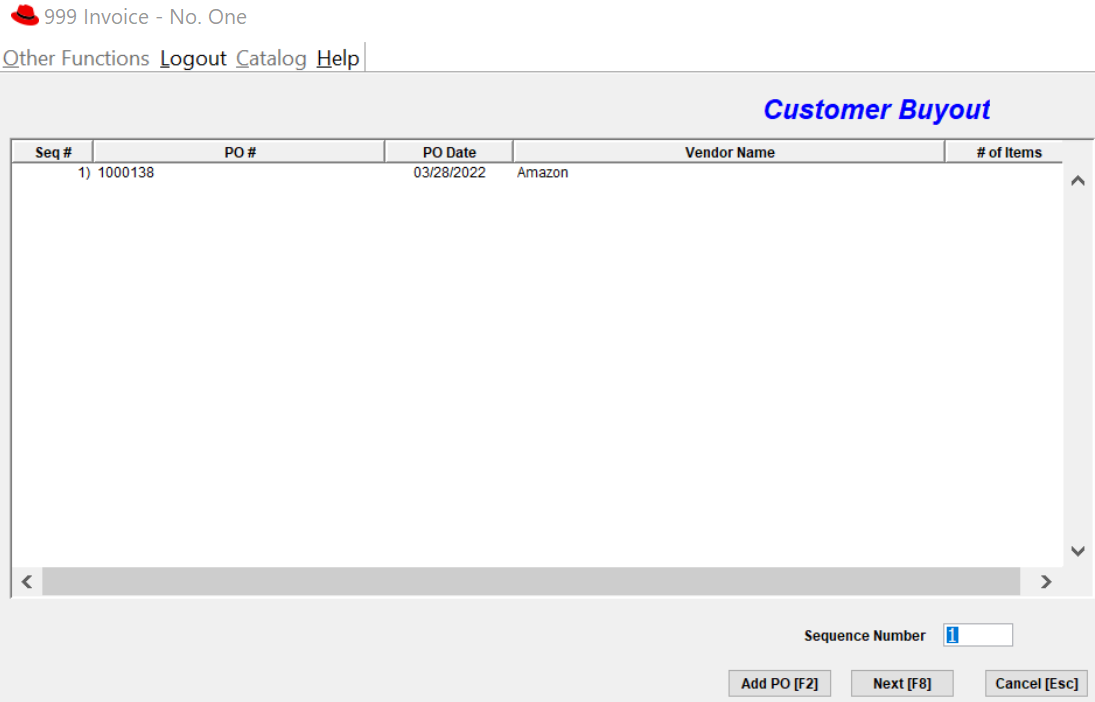 999 Invoice - No. One
Other Functions Logout Catalog Help
Customer Buyout
Seq # PO # PO Date Vendor Name # of Items
1) 1000138 03/28/2022 Amazon
Sequence Number 1
Add PO [F2] Next [F8] Cancel [Esc]